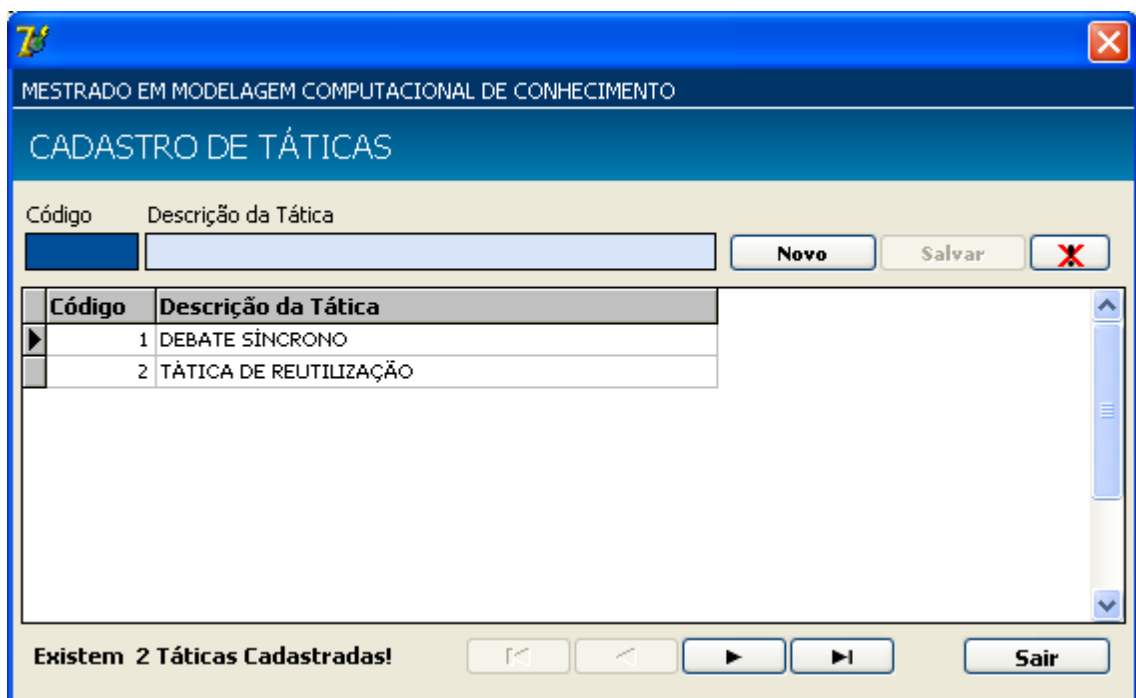 MESTRADO EM MODELAGEM COMPUTACIONAL DE CONHECIMENTO
CADASTRO DE TÁTICAS
Código Descrição da Tática
Novo Salvar
Código Descrição da Tática
1 DEBATE SÍNCRONO
2 TÁTICA DE REUTILIZAÇÃO
Existem 2 Táticas Cadastradas! Sair